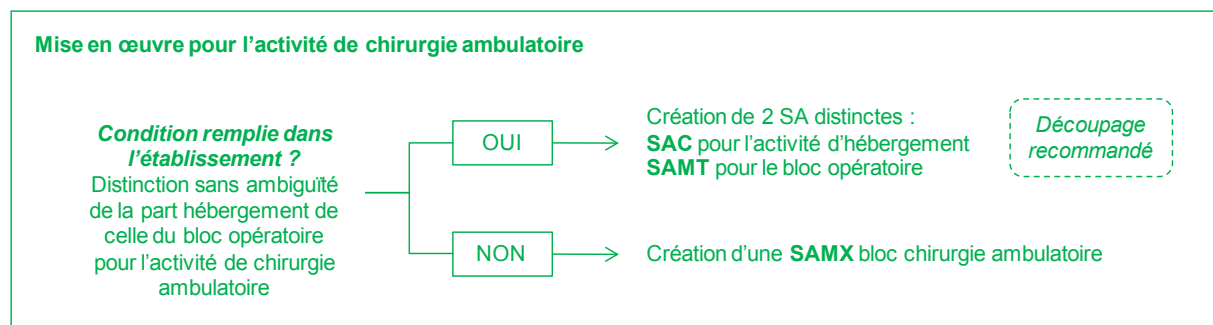 Mise en œuvre pour l’activité de chirurgie ambulatoire
Condition remplie dans
l’établissement ?
Distinction sans ambiguïté
de la part hébergement de
celle du bloc opératoire
pour l’activité de chirurgie
ambulatoire
OUI
Création de 2 SA distinctes :
SAC pour l’activité d’hébergement
SAMT pour le bloc opératoire
Découpage
recommandé
NON
Création d’une SAMX bloc chirurgie ambulatoire